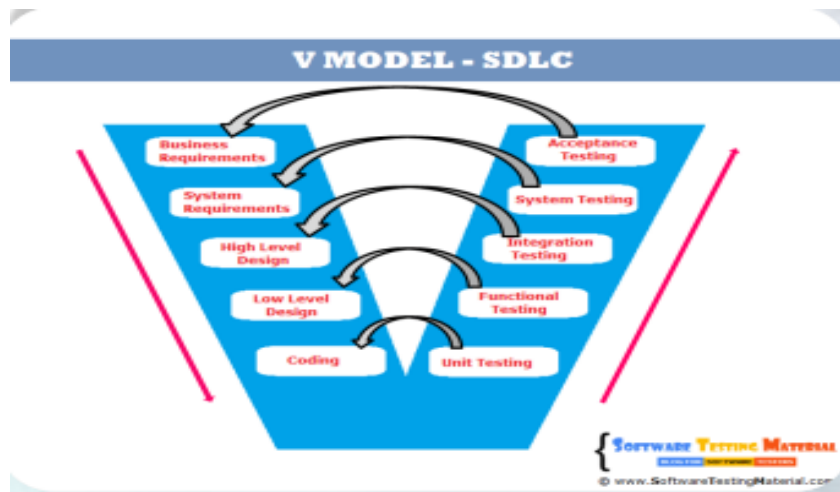 V MODEL - SDLC
Business
Requirements
Acceptance
Testing
System
Requirements
System Testing
High Level
Design
Integration
Testing
Low Level
Design
Functional
Testing
Coding
Unit Testing
SOFTWARE TESTING MATERIAL
© www.SoftwareTestingMaterial.com